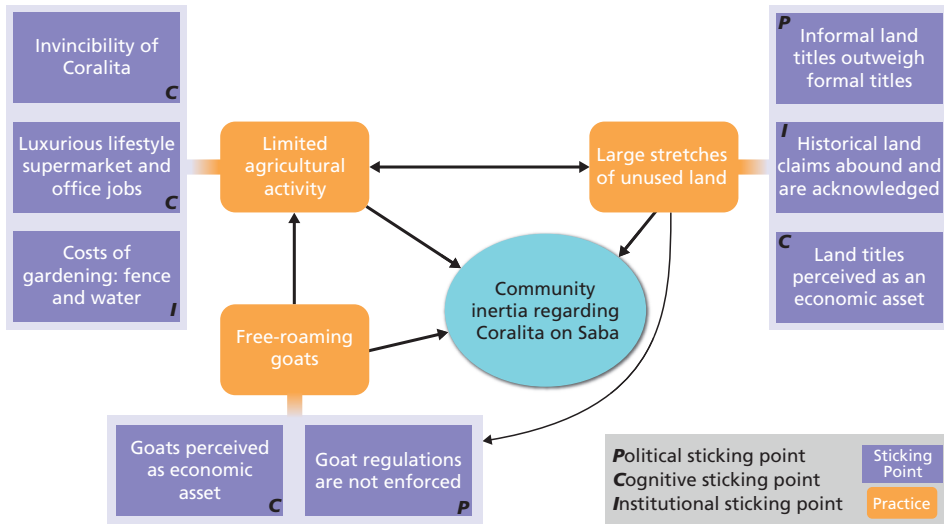 Invincibility of
Coralita
C
Luxurious lifestyle
supermarket and
office jobs
C
Costs of
gardening: fence
and water
I
Limited
agricultural
activity
Large stretches
of unused land
P
Informal land
titles outweigh
formal titles
I
Historical land
claims abound and
are acknowledged
C
Land titles
perceived as an
economic asset
Community
inertia regarding
Coralita on Saba
Free-roaming
goats
Goats perceived
as economic
asset
C
Goat regulations
are not enforced
P
Political sticking point
Cognitive sticking point
Institutional sticking point
Sticking
Point
Practice